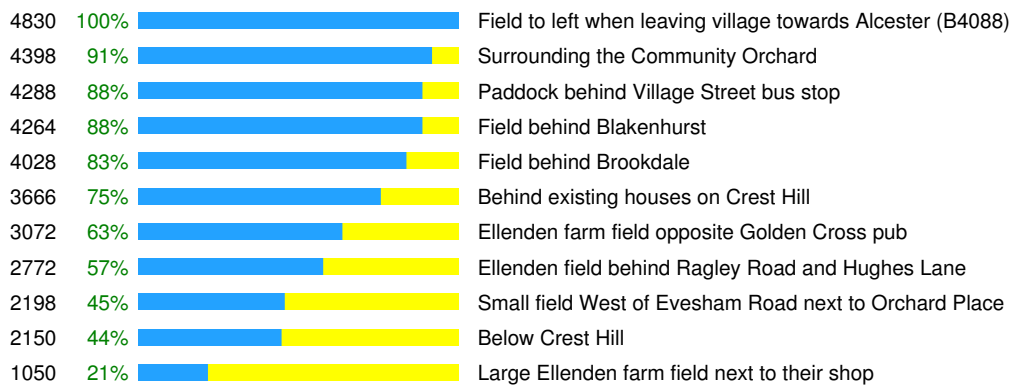 4830 100% Field to left when leaving village towards Alcester (B4088)
4398 91% Surrounding the Community Orchard
4288 88% Paddock behind Village Street bus stop
4264 88% Field behind Blakenhurst
4028 83% Field behind Brookdale
3666 75% Behind existing houses on Crest Hill
3072 63% Ellenden farm field opposite Golden Cross pub
2772 57% Ellenden field behind Ragley Road and Hughes Lane
2198 45% Small field West of Evesham Road next to Orchard Place
2150 44% Below Crest Hill
1050 21% Large Ellenden farm field next to their shop